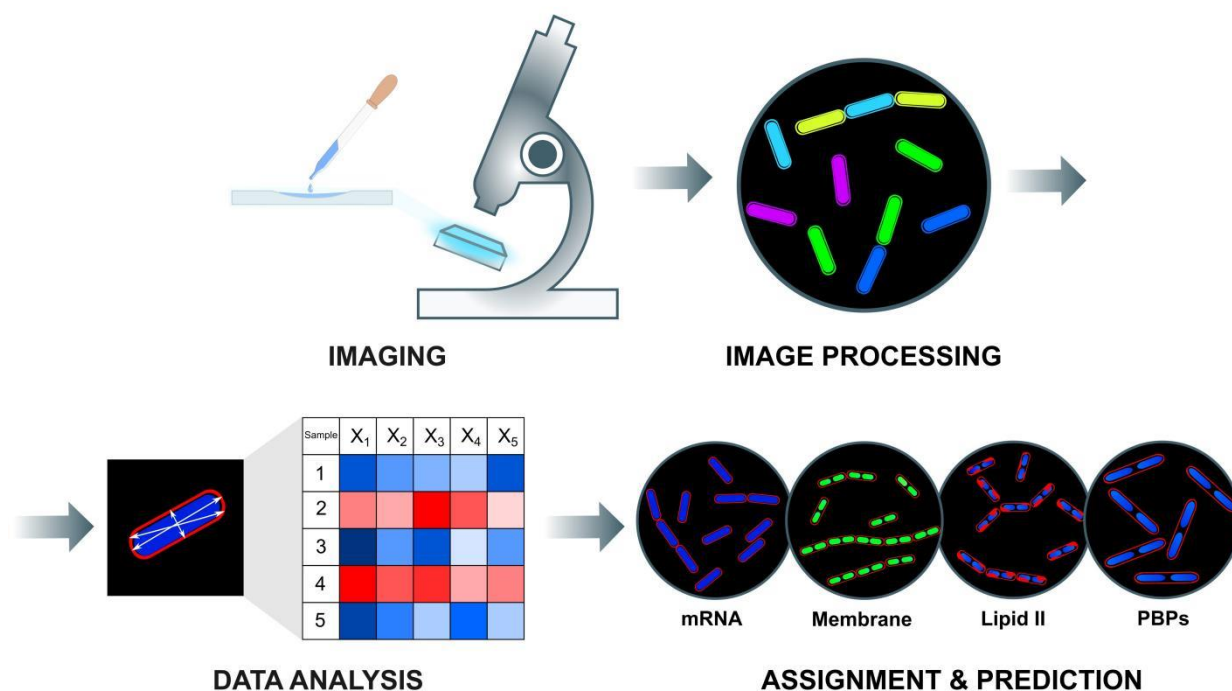 IMAGING
IMAGE PROCESSING
Sample X₁ X₂ X₃ X₄ X₅
1
2
3
4
5
DATA ANALYSIS
mRNA Membrane Lipid II PBPs
ASSIGNMENT & PREDICTION